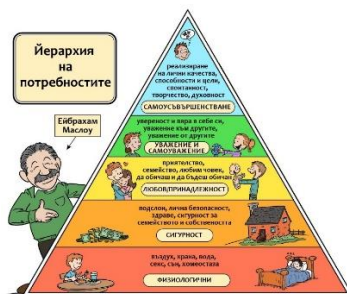 Йерархия
на
потребностите
Ейбрахам
Маслоу
реализиране
на лични качества,
способности и цели,
спонтанност,
творчество, духовност
САМОУСЪВЪРШЕНСТВАНЕ
увереност и вяра в себе си,
уважение към другите,
уважение от другите
УВАЖЕНИЕ И
САМОУВАЖЕНИЕ
приятелство,
семейство, любим човек,
да обичаш и да бъдеш обичан
ЛЮБОВ/ПРИНАДЛЕЖНОСТ
подслон, лична безопасност,
здраве, сигурност за
семейството и собствеността
СИГУРНОСТ
въздух, храна, вода,
секс, сън, хомеостаза
ФИЗИОЛОГИЧНИ